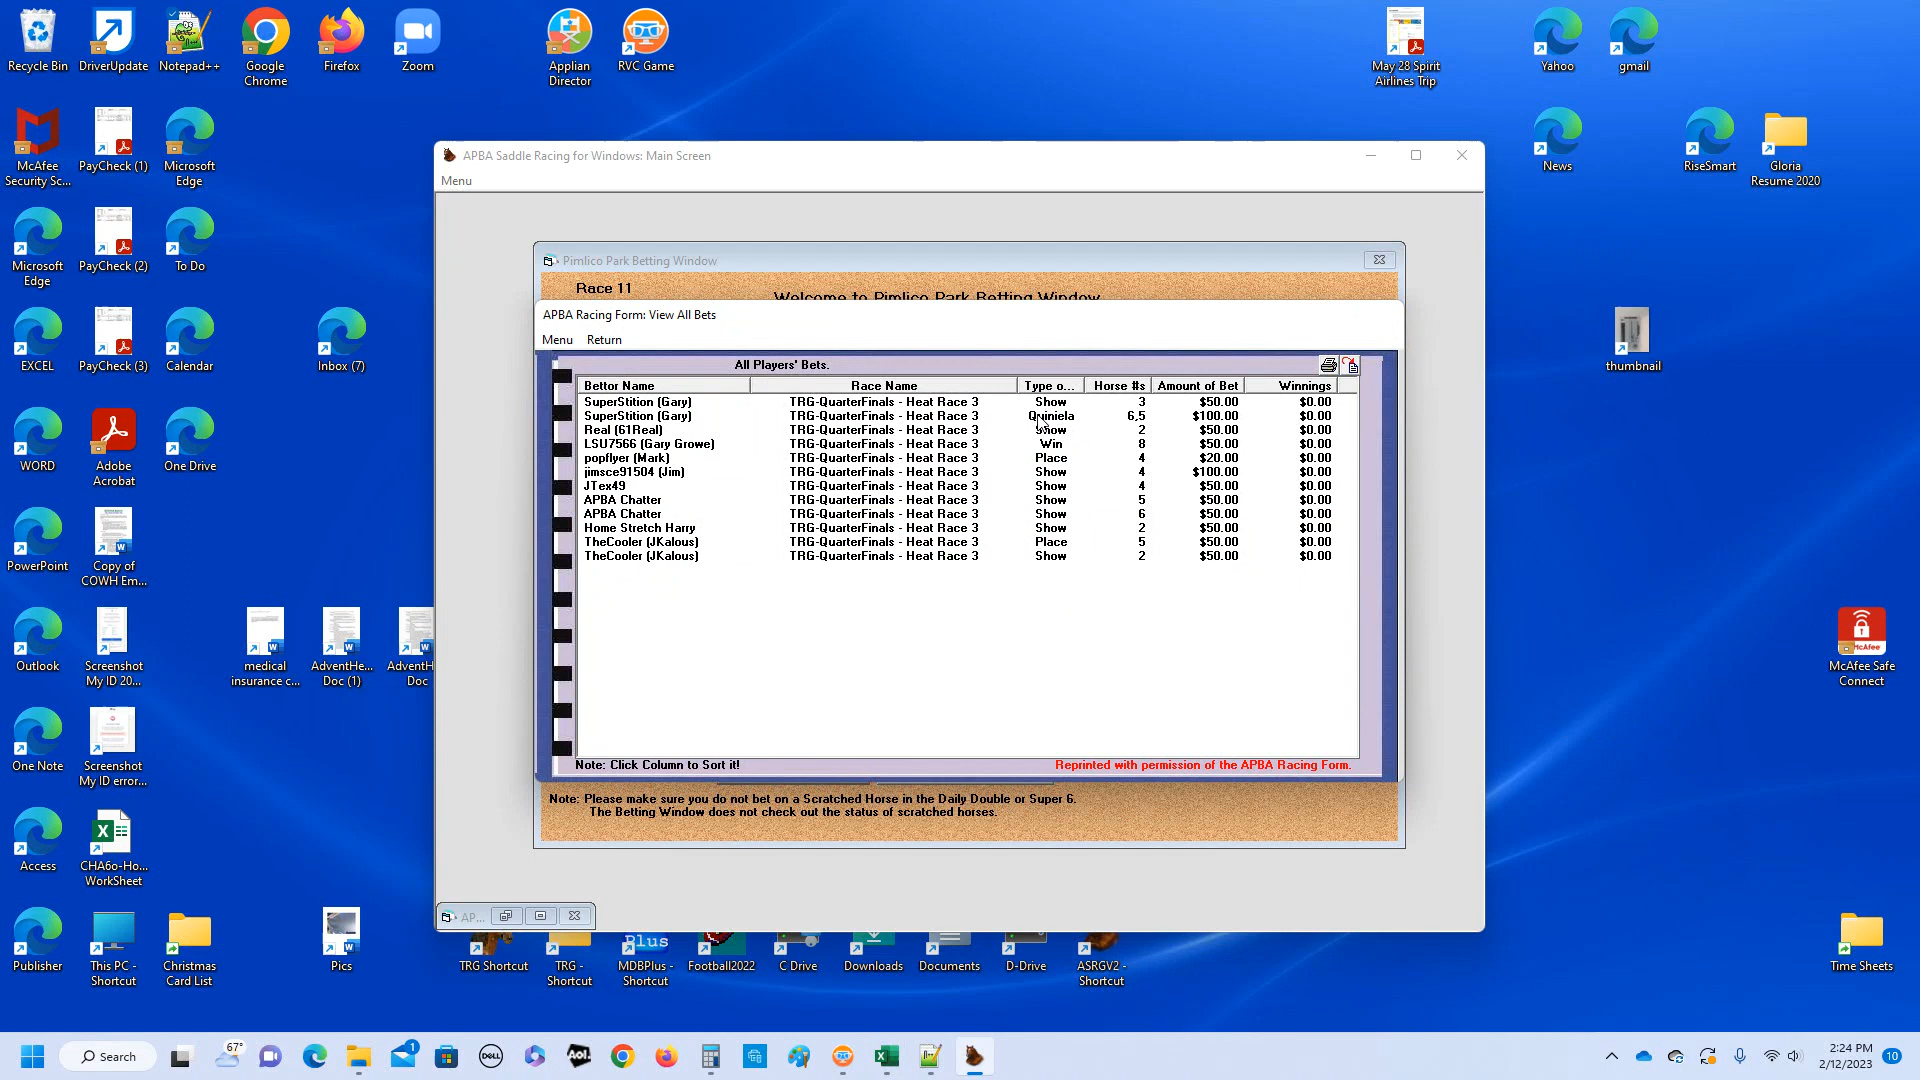 Recycle Bin
DriverUpdate
Notepad++
Google
Chrome
Firefox
Zoom
Applian
Director
RVC Game
May 28 Spirit
Airlines Trip
Yahoo
gmail
McAfee
Security Sc...
PayCheck (1)
Microsoft
Edge
News
RiseSmart
Gloria
Resume 2020
Microsoft
Edge
PayCheck (2)
To Do
EXCEL
PayCheck (3)
Calendar
Inbox (7)
thumbnail
WORD
Adobe
Acrobat
One Drive
PowerPoint
Copy of
COWH Em...
Outlook
Screenshot
My ID 20...
medical
insurance c...
AdventHe...
Doc (1)
AdventH
Doc
McAfee
McAfee Safe
Connect
One Note
Screenshot
My ID error...
Access
CHA6o-Ho...
WorkSheet
Publisher
This PC -
Shortcut
Christmas
Card List
Pics
TRG Shortcut
TRG -
Shortcut
Plus
MDBPlus -
Shortcut
Football2022
C Drive
Downloads
Documents
D-Drive
ASRGV2 -
Shortcut
Time Sheets
APBA Saddle Racing for Windows: Main Screen
Menu
Pimlico Park Betting Window
Race 11
Welcome to Pimlico Park Betting Window
APBA Racing Form: View All Bets
Menu Return
All Players' Bets.
Bettor Name Race Name Type o... Horse #s Amount of Bet Winnings
SuperStition (Gary) TRG-QuarterFinals - Heat Race 3 Show 3 $50.00 $0.00
SuperStition (Gary) TRG-QuarterFinals - Heat Race 3 Quiniela 6,5 $100.00 $0.00
Real (61Real) TRG-QuarterFinals - Heat Race 3 Show 2 $50.00 $0.00
LSU7566 (Gary Growe) TRG-QuarterFinals - Heat Race 3 Win 8 $50.00 $0.00
popflyer (Mark) TRG-QuarterFinals - Heat Race 3 Place 4 $20.00 $0.00
jimsce91504 (Jim) TRG-QuarterFinals - Heat Race 3 Show 4 $100.00 $0.00
JTex49 TRG-QuarterFinals - Heat Race 3 Show 4 $50.00 $0.00
APBA Chatter TRG-QuarterFinals - Heat Race 3 Show 5 $50.00 $0.00
APBA Chatter TRG-QuarterFinals - Heat Race 3 Show 6 $50.00 $0.00
Home Stretch Harry TRG-QuarterFinals - Heat Race 3 Show 2 $50.00 $0.00
TheCooler (JKalous) TRG-QuarterFinals - Heat Race 3 Place 5 $50.00 $0.00
TheCooler (JKalous) TRG-QuarterFinals - Heat Race 3 Show 2 $50.00 $0.00
Note: Click Column to Sort it!
Reprinted with permission of the APBA Racing Form.
Note: Please make sure you do not bet on a Scratched Horse in the Daily Double or Super 6.
The Betting Window does not check out the status of scratched horses.
AP...
Search
67°
1
DELL
Aol.
2:24 PM
2/12/2023
10